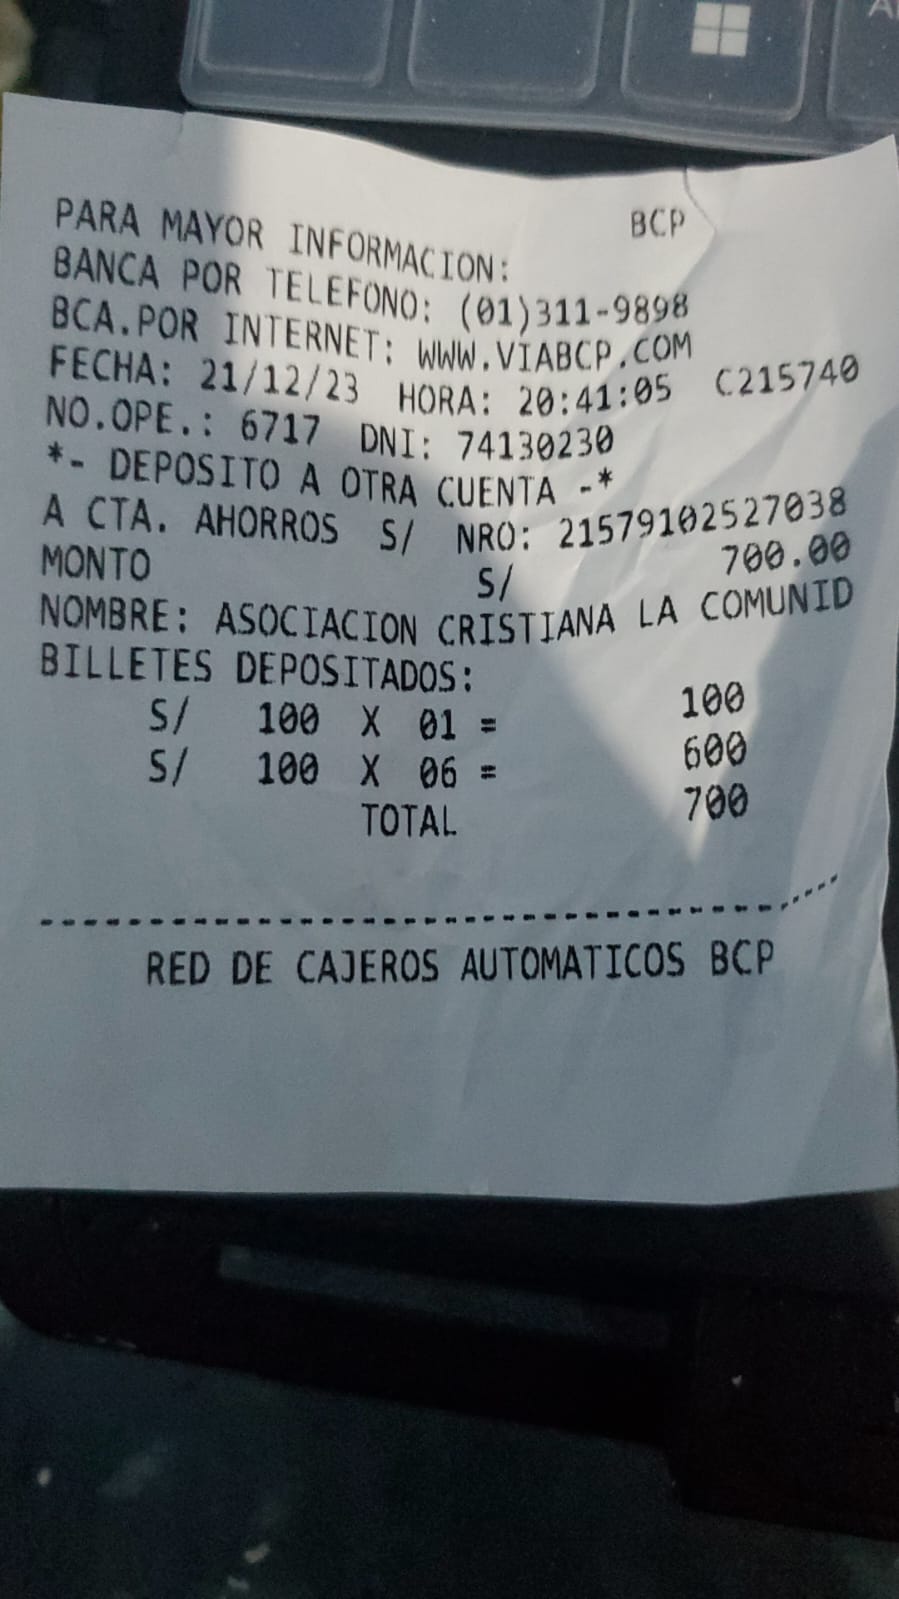 BCP
PARA MAYOR INFORMACION:
BANCA POR TELEFONO: (01)311-9898
BCA.POR INTERNET: WWW.VIABCP.COM
FECHA: 21/12/23 HORA: 20:41:05 C215740
NO.OPE.: 6717 DNI: 74130230
*- DEPOSITO A OTRA CUENTA -*
A CTA. AHORROS S/ NRO: 21579102527038
MONTO S/ 700.00
NOMBRE: ASOCIACION CRISTIANA LA COMUNID
BILLETES DEPOSITADOS:
S/ 100 X 01 = 100
S/ 100 X 06 = 600
TOTAL 700
RED DE CAJEROS AUTOMATICOS BCP